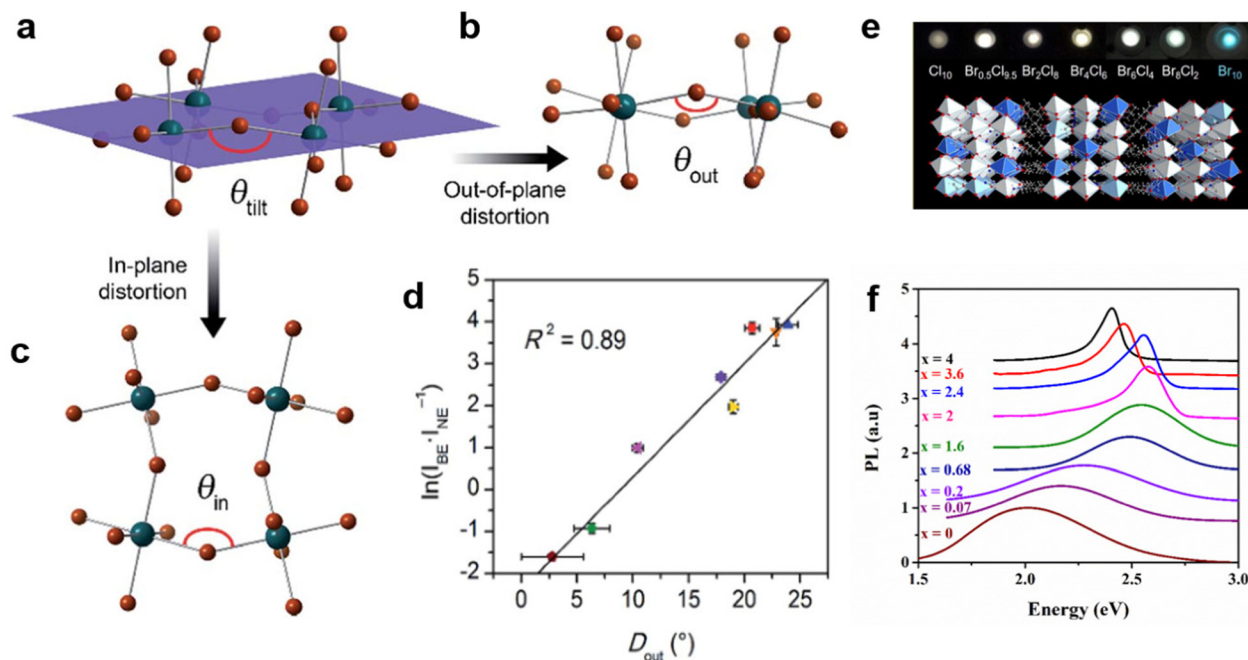 a
θtilt
b
Out-of-plane
distortion
θout
In-plane
distortion
c
θin
d
R² = 0.89
ln(I_BE · I_NE⁻¹)
5
4
3
2
1
0
-1
-2
0 5 10 15 20 25
D_out (°)
e
Cl₁₀ Br₀.₅Cl₉.₅ Br₂Cl₈ Br₄Cl₆ Br₆Cl₄ Br₈Cl₂ Br₁₀
f
PL (a.u)
5
4
3
2
1
0
x = 4
x = 3.6
x = 2.4
x = 2
x = 1.6
x = 0.68
x = 0.2
x = 0.07
x = 0
1.5 2.0 2.5 3.0
Energy (eV)